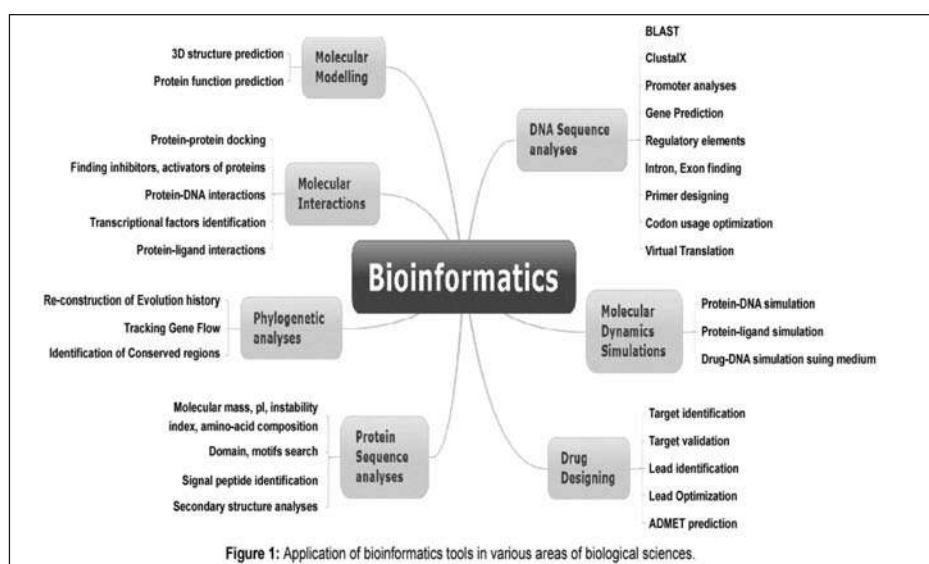 3D structure prediction
Protein function prediction
Molecular
Modelling
Protein-protein docking
Finding inhibitors, activators of proteins
Protein-DNA interactions
Transcriptional factors identification
Protein-ligand interactions
Molecular
Interactions
Re-construction of Evolution history
Tracking Gene Flow
Identification of Conserved regions
Phylogenetic
analyses
Molecular mass, pI, instability
index, amino-acid composition
Domain, motifs search
Signal peptide identification
Secondary structure analyses
Protein
Sequence
analyses
Bioinformatics
DNA Sequence
analyses
BLAST
ClustalX
Promoter analyses
Gene Prediction
Regulatory elements
Intron, Exon finding
Primer designing
Codon usage optimization
Virtual Translation
Molecular
Dynamics
Simulations
Protein-DNA simulation
Protein-ligand simulation
Drug-DNA simulation suing medium
Drug
Designing
Target identification
Target validation
Lead identification
Lead Optimization
ADMET prediction
Figure 1: Application of bioinformatics tools in various areas of biological sciences.